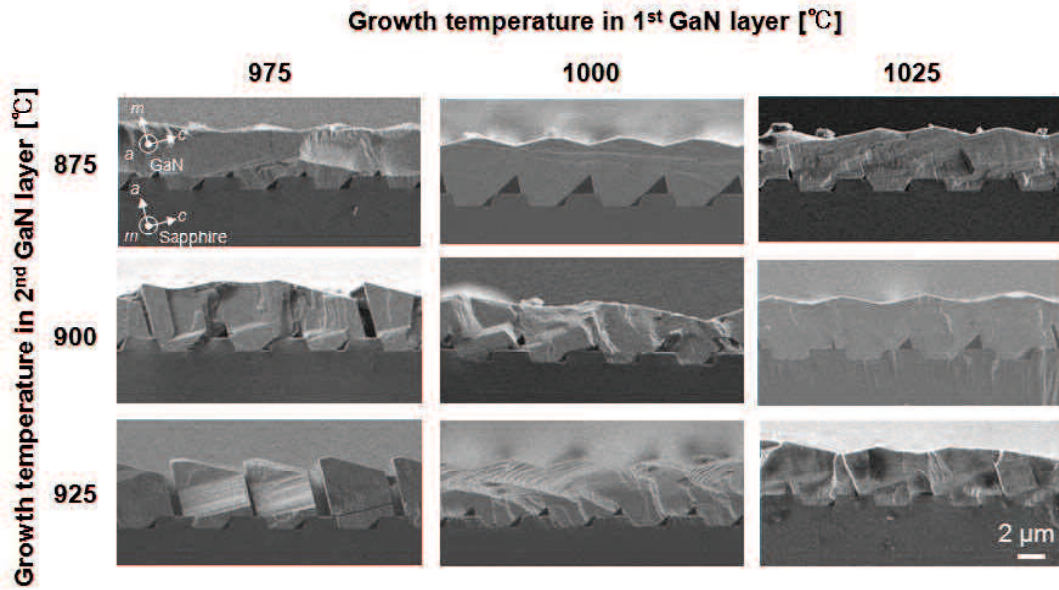 Growth temperature in 1st GaN layer [℃]
975 1000 1025
Growth temperature in 2nd GaN layer [℃]
875
m
c
a
GaN
a
c
m
Sapphire
900
925
2 μm